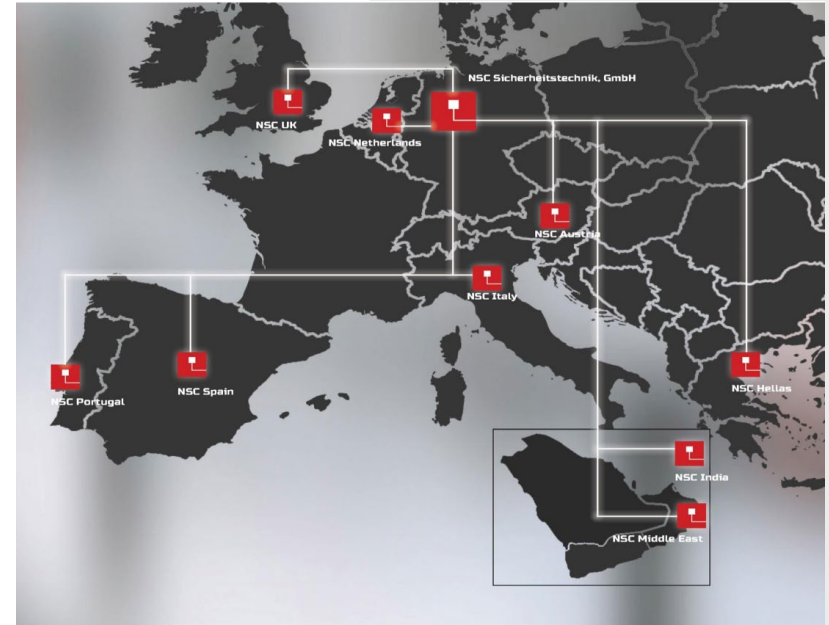 NSC Sicherheitstechnik, GmbH
NSC UK
NSC Netherlands
NSC Austria
NSC Italy
NSC Spain
NSC Hellas
NSC Portugal
NSC India
NSC Middle East